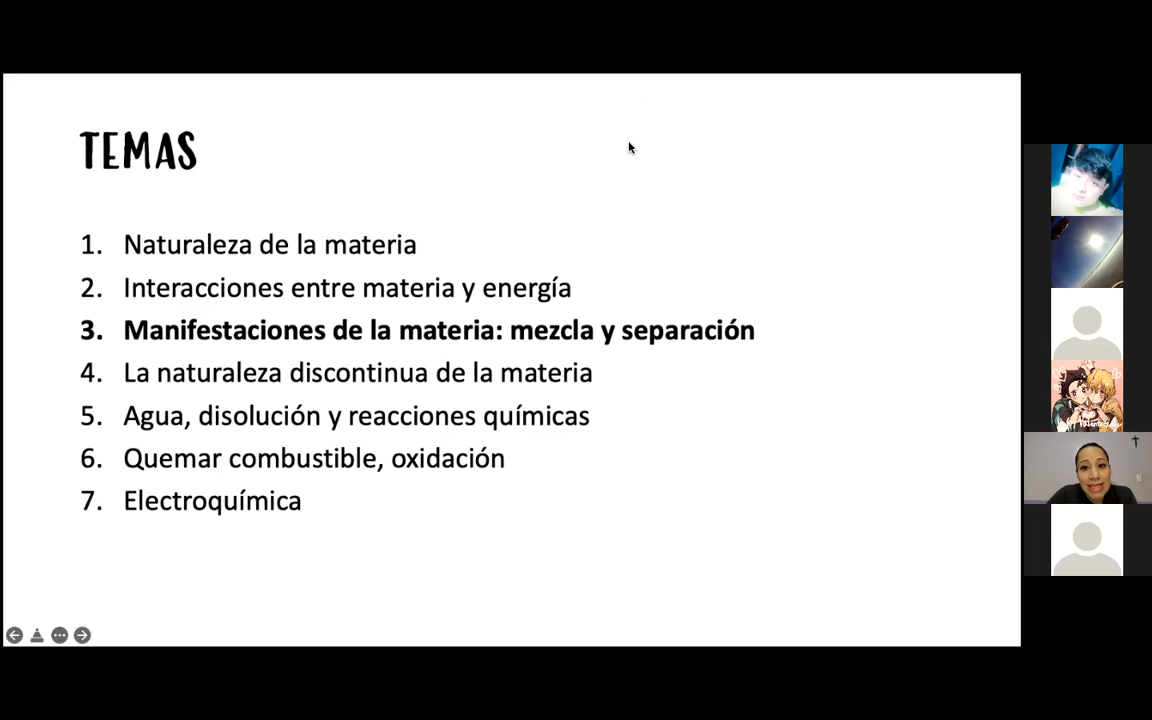 TEMAS
1. Naturaleza de la materia
2. Interacciones entre materia y energía
3. Manifestaciones de la materia: mezcla y separación
4. La naturaleza discontinua de la materia
5. Agua, disolución y reacciones químicas
6. Quemar combustible, oxidación
7. Electroquímica